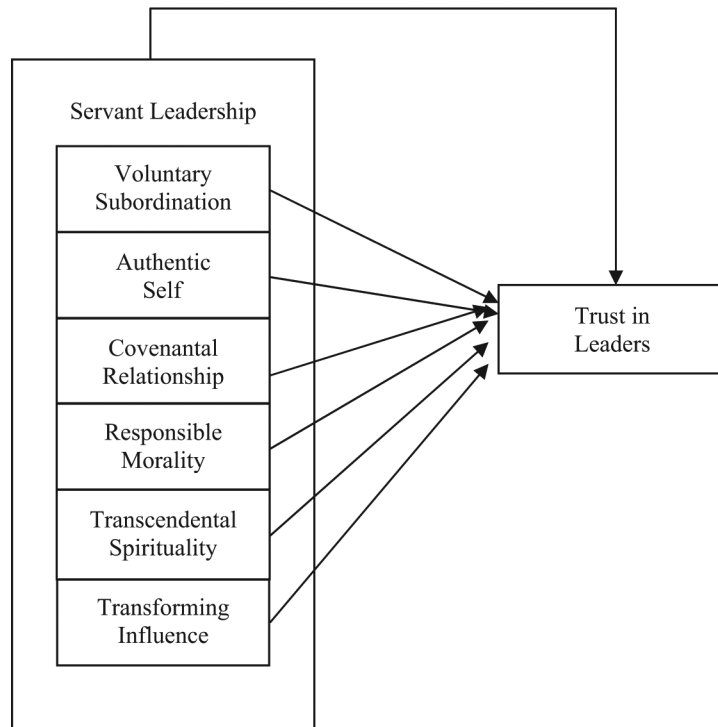 Servant Leadership
Voluntary
Subordination
Authentic
Self
Covenantal
Relationship
Responsible
Morality
Transcendental
Spirituality
Transforming
Influence
Trust in
Leaders